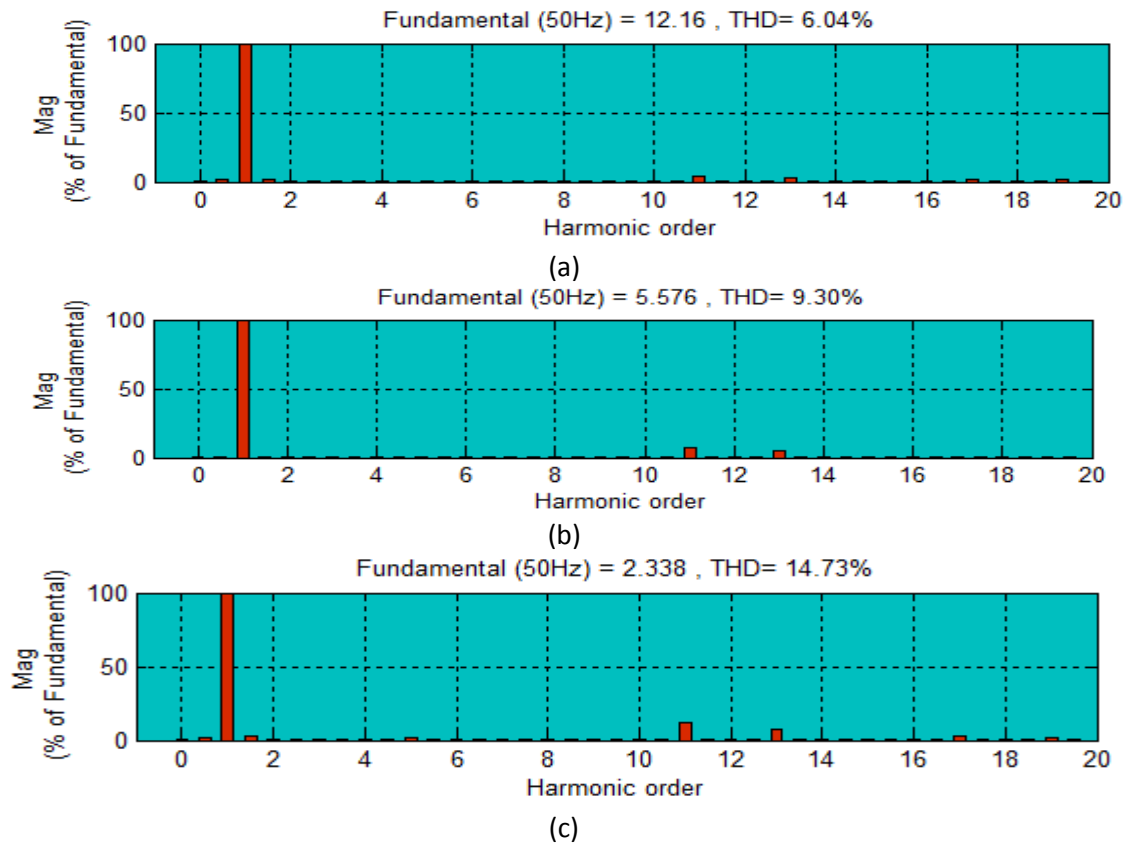 Fundamental (50Hz) = 12.16 , THD= 6.04%
Mag
(% of Fundamental)
100
50
0
0 2 4 6 8 10 12 14 16 18 20
Harmonic order
(a)
Fundamental (50Hz) = 5.576 , THD= 9.30%
Mag
(% of Fundamental)
100
50
0
0 2 4 6 8 10 12 14 16 18 20
Harmonic order
(b)
Fundamental (50Hz) = 2.338 , THD= 14.73%
Mag
(% of Fundamental)
100
50
0
0 2 4 6 8 10 12 14 16 18 20
Harmonic order
(c)